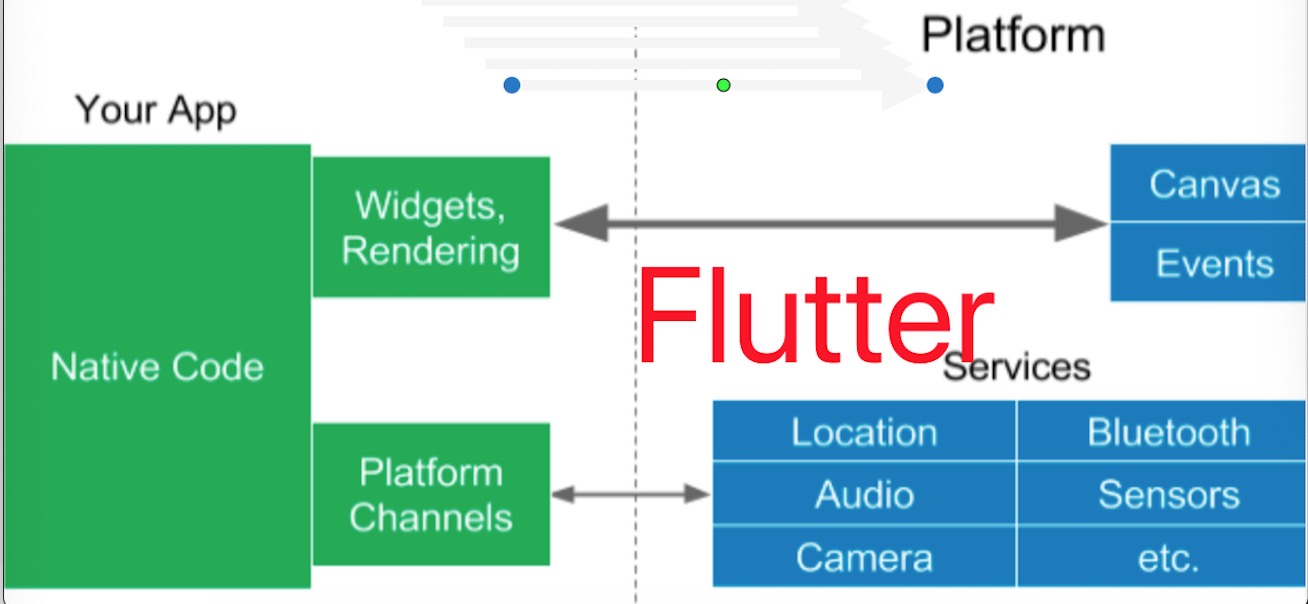 Platform
Your App
Widgets,
Rendering
Canvas
Events
Flutter
Native Code
Services
Platform
Channels
Location
Bluetooth
Audio
Sensors
Camera
etc.